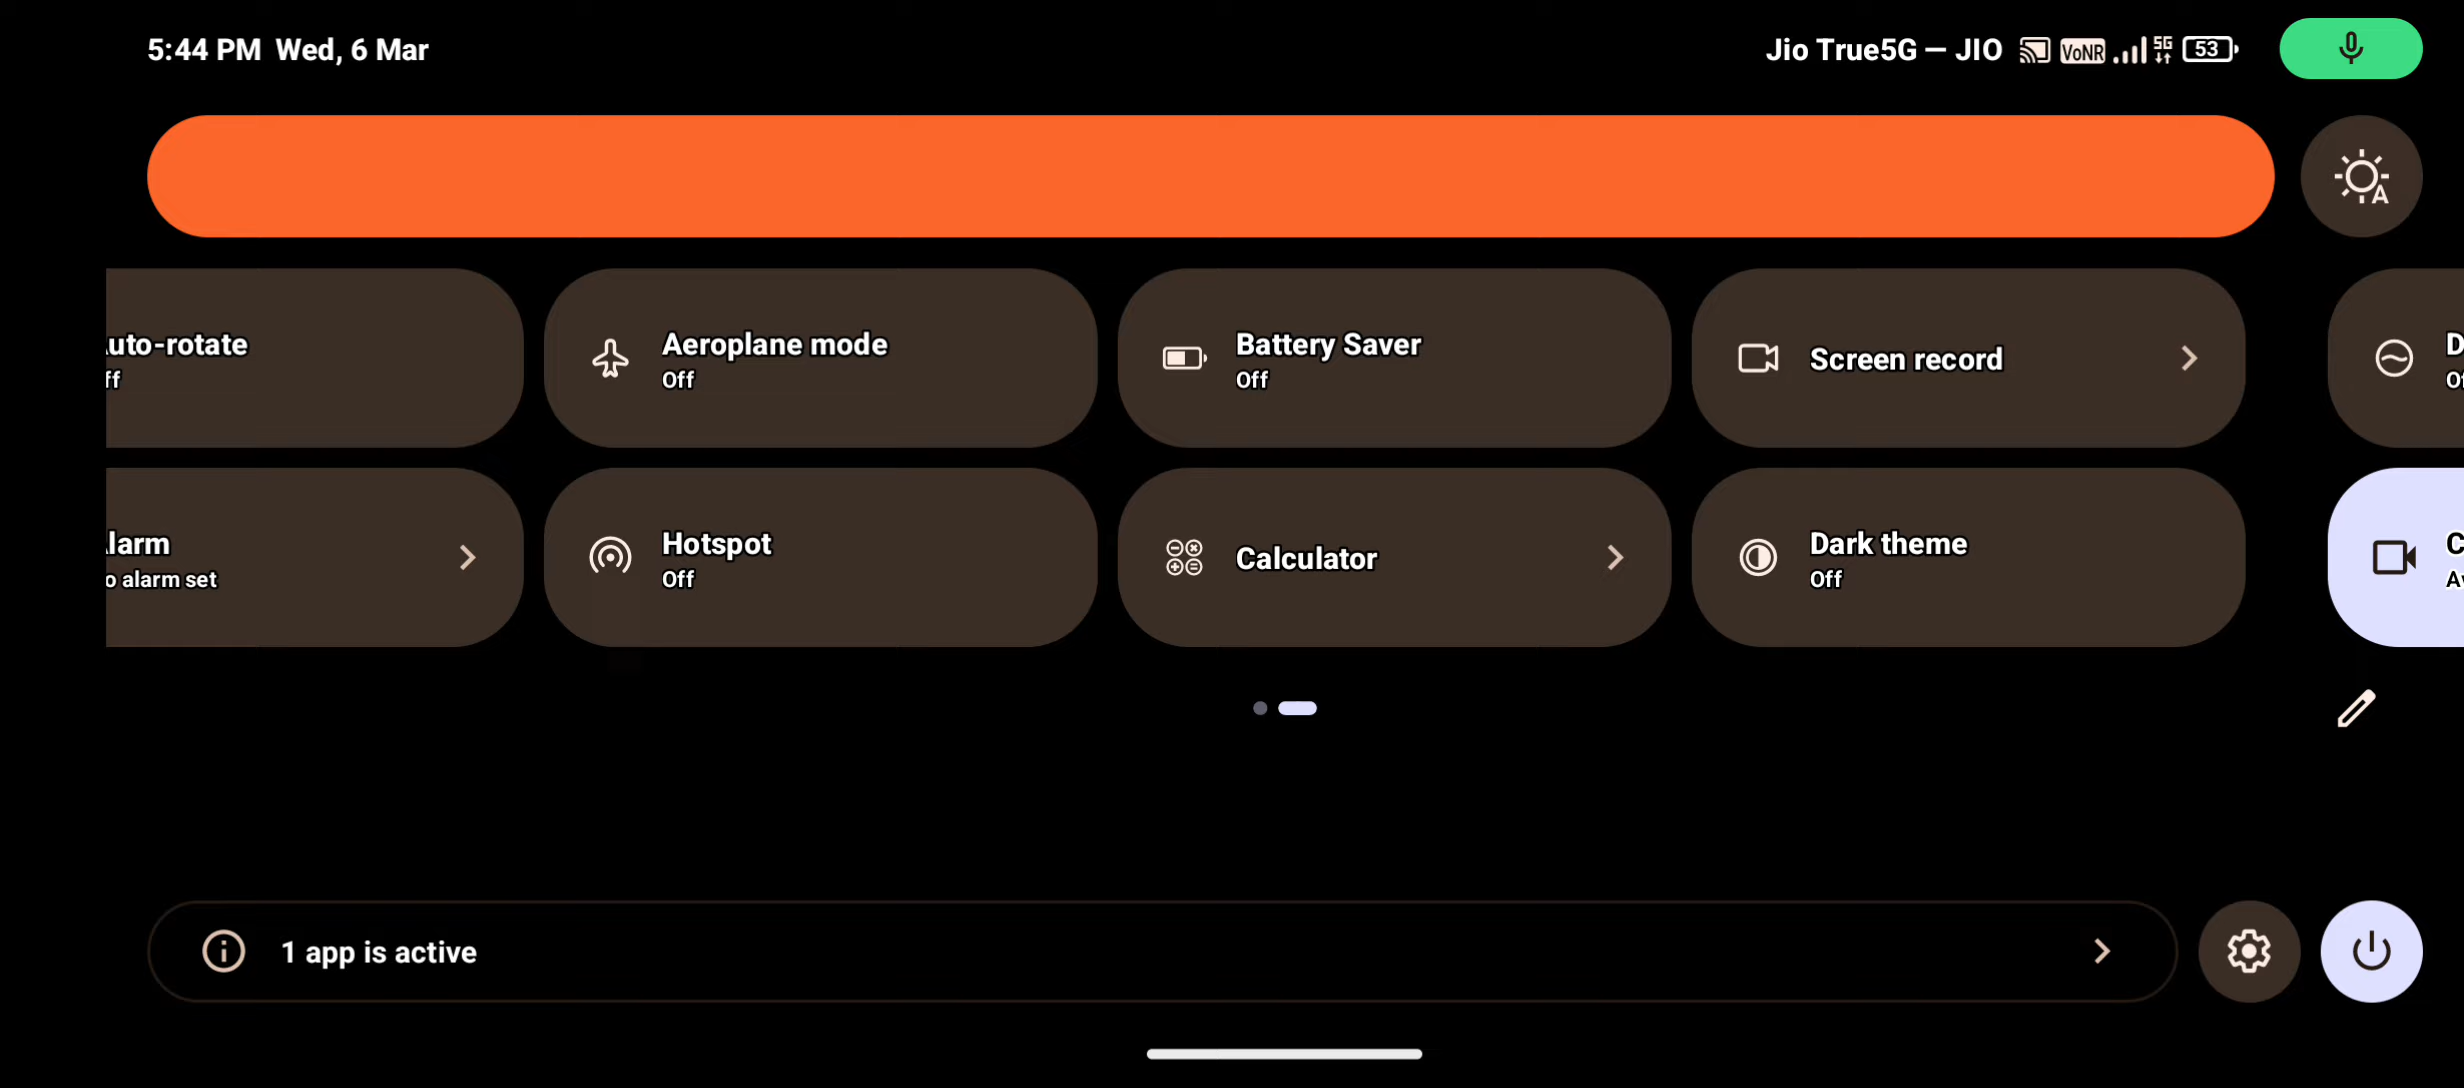 5:44 PM Wed, 6 Mar
Jio True5G — JIO VoNR 5G 53
A
uto-rotate
ff
Aeroplane mode
Off
Battery Saver
Off
Screen record
D
larm
o alarm set
Hotspot
Off
Calculator
Dark theme
Off
C
1 app is active